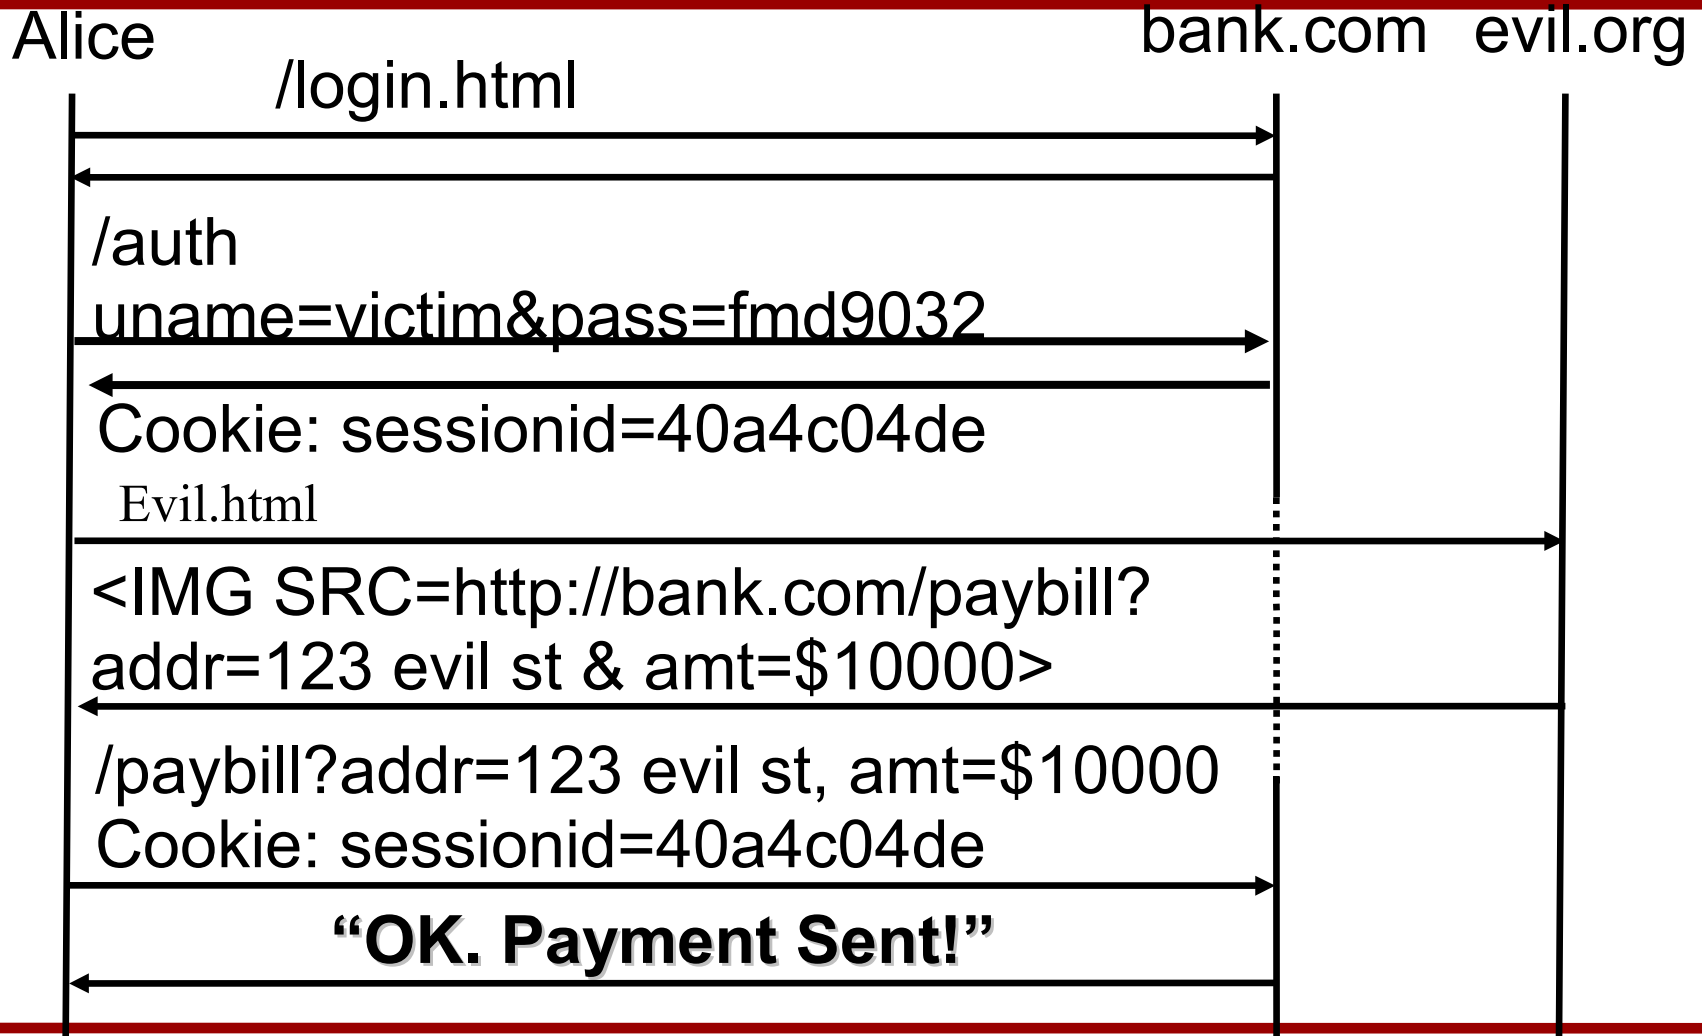 Alice
bank.com
evil.org
/login.html
/auth
uname=victim&pass=fmd9032
Cookie: sessionid=40a4c04de
Evil.html
<IMG SRC=http://bank.com/paybill?
addr=123 evil st & amt=$10000>
/paybill?addr=123 evil st, amt=$10000
Cookie: sessionid=40a4c04de
“OK. Payment Sent!”